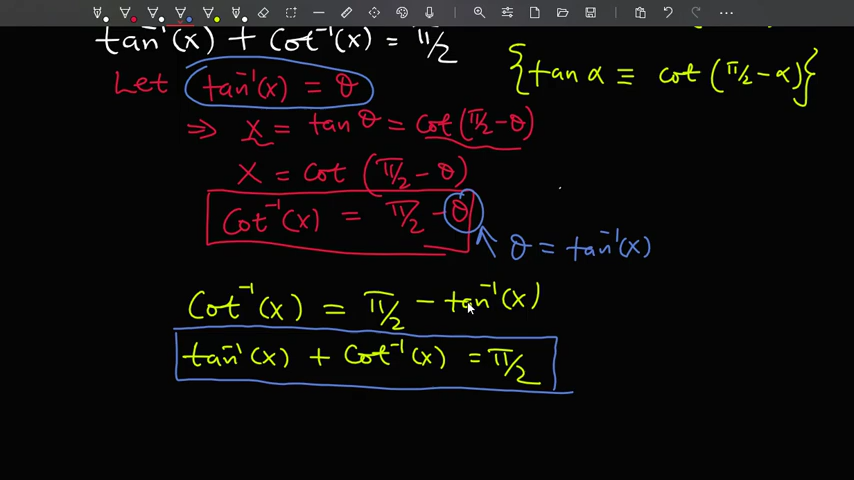 tan⁻¹(x) + Cot⁻¹(x) = π/2
{tan α ≡ cot (π/2 - α)}
Let tan⁻¹(x) = θ
⇒ x = tan θ = cot(π/2 - θ)
x = cot (π/2 - θ)
Cot⁻¹(x) = π/2 - θ
θ = tan⁻¹(x)
Cot⁻¹(x) = π/2 - tan⁻¹(x)
tan⁻¹(x) + Cot⁻¹(x) = π/2